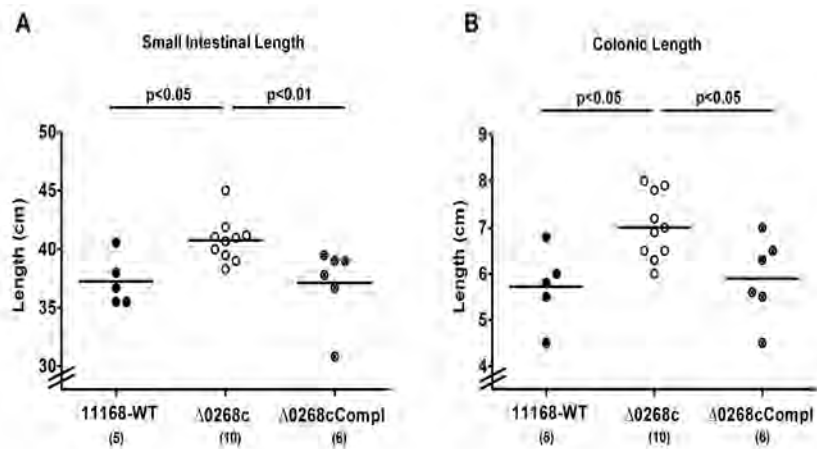 A
Small Intestinal Length
p<0.05
p<0.01
50
45
40
35
30
Length (cm)
11168-WT
Δ0268c
Δ0268cCompl
(5)
(10)
(6)
B
Colonic Length
p<0.05
p<0.05
9
8
7
6
5
4
Length (cm)
11168-WT
Δ0268c
Δ0268cCompl
(5)
(10)
(6)